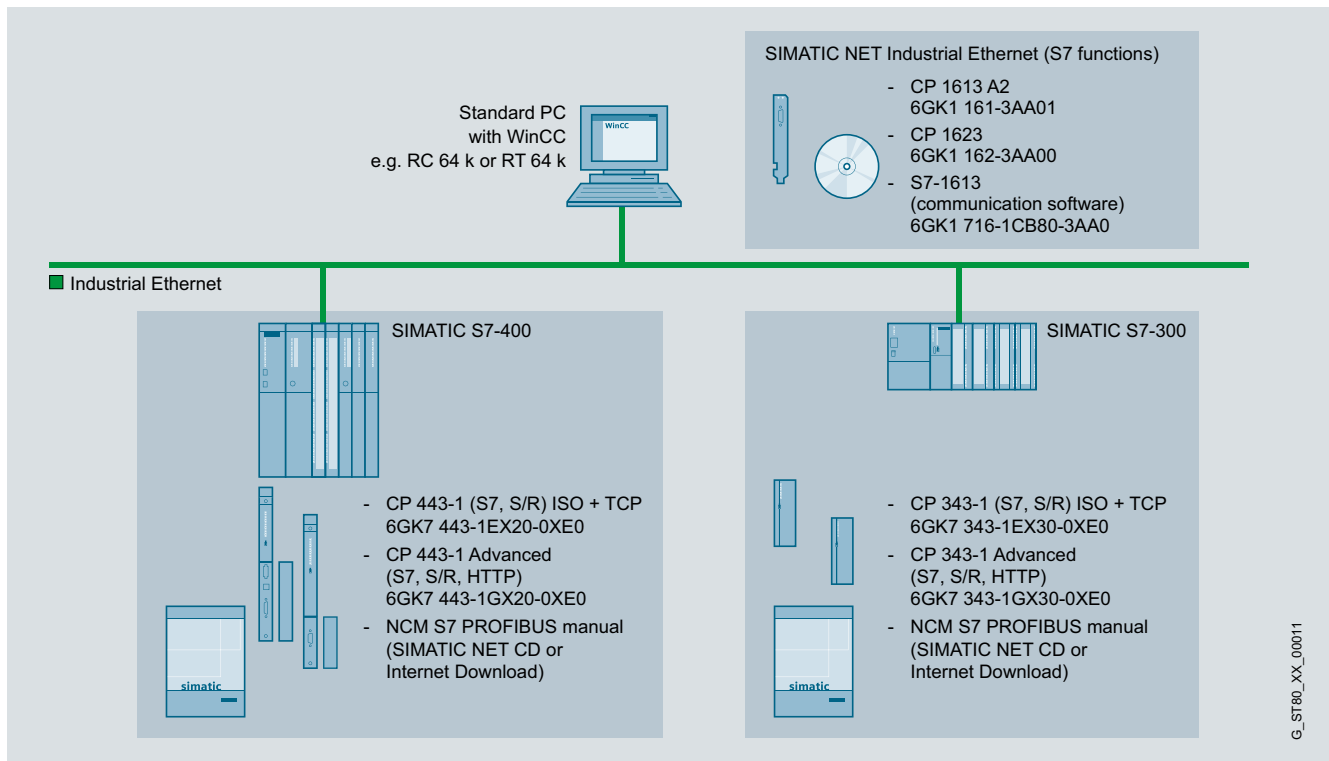 SIMATIC NET Industrial Ethernet (S7 functions)
- CP 1613 A2
6GK1 161-3AA01
- CP 1623
6GK1 162-3AA00
- S7-1613
(communication software)
6GK1 716-1CB80-3AA0
Standard PC
with WinCC
e.g. RC 64 k or RT 64 k
WinCC
Industrial Ethernet
SIMATIC S7-400
- CP 443-1 (S7, S/R) ISO + TCP
6GK7 443-1EX20-0XE0
- CP 443-1 Advanced
(S7, S/R, HTTP)
6GK7 443-1GX20-0XE0
- NCM S7 PROFIBUS manual
(SIMATIC NET CD or
Internet Download)
simatic
SIMATIC S7-300
- CP 343-1 (S7, S/R) ISO + TCP
6GK7 343-1EX30-0XE0
- CP 343-1 Advanced
(S7, S/R, HTTP)
6GK7 343-1GX30-0XE0
- NCM S7 PROFIBUS manual
(SIMATIC NET CD or
Internet Download)
simatic
G_ST80_XX_00011